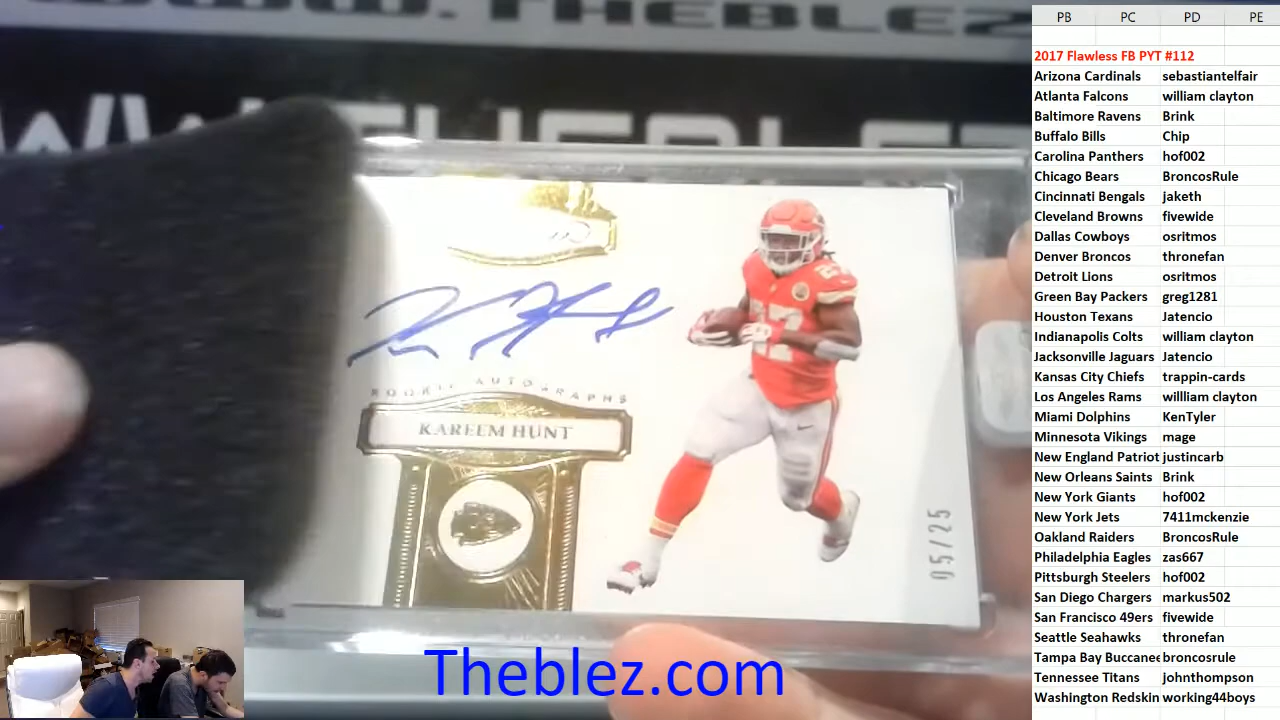 WWW.THEBLEZ
WWW.THEBLEZ
ROOKIE AUTOGRAPHS
KAREEM HUNT
05/25
27
Theblez.com
PB PC PD PE
2017 Flawless FB PYT #112
Arizona Cardinals sebastiantelfair
Atlanta Falcons william clayton
Baltimore Ravens Brink
Buffalo Bills Chip
Carolina Panthers hof002
Chicago Bears BroncosRule
Cincinnati Bengals jaketh
Cleveland Browns fivewide
Dallas Cowboys osritmos
Denver Broncos thronefan
Detroit Lions osritmos
Green Bay Packers greg1281
Houston Texans Jatencio
Indianapolis Colts william clayton
Jacksonville Jaguars Jatencio
Kansas City Chiefs trappin-cards
Los Angeles Rams willliam clayton
Miami Dolphins KenTyler
Minnesota Vikings mage
New England Patriot justincarb
New Orleans Saints Brink
New York Giants hof002
New York Jets 7411mckenzie
Oakland Raiders BroncosRule
Philadelphia Eagles zas667
Pittsburgh Steelers hof002
San Diego Chargers markus502
San Francisco 49ers fivewide
Seattle Seahawks thronefan
Tampa Bay Buccanee broncosrule
Tennessee Titans johnthompson
Washington Redskin working44boys